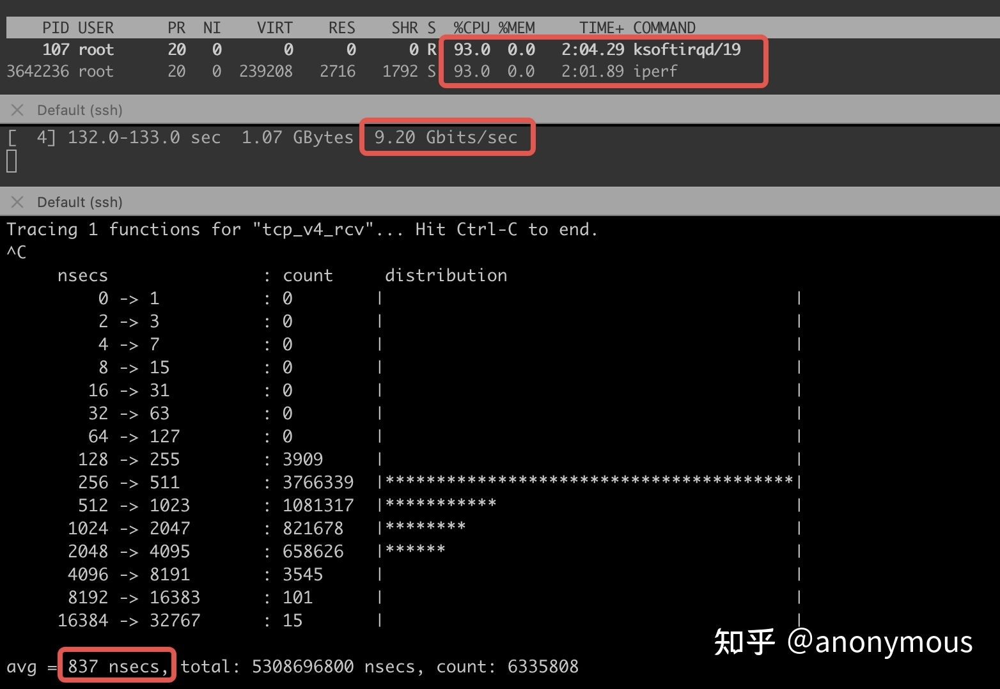 PID USER PR NI VIRT RES SHR S %CPU %MEM TIME+ COMMAND
107 root 20 0 0 0 0 R 93.0 0.0 2:04.29 ksoftirqd/19
3642236 root 20 0 239208 2716 1792 S 93.0 0.0 2:01.89 iperf
Default (ssh)
[ 4] 132.0-133.0 sec 1.07 GBytes 9.20 Gbits/sec
Default (ssh)
Tracing 1 functions for "tcp_v4_rcv"... Hit Ctrl-C to end.
^C
nsecs : count distribution
0 -> 1 : 0 | |
2 -> 3 : 0 | |
4 -> 7 : 0 | |
8 -> 15 : 0 | |
16 -> 31 : 0 | |
32 -> 63 : 0 | |
64 -> 127 : 0 | |
128 -> 255 : 3909 | |
256 -> 511 : 3766339 |****************************************|
512 -> 1023 : 1081317 |*********** |
1024 -> 2047 : 821678 |******** |
2048 -> 4095 : 658626 |****** |
4096 -> 8191 : 3545 | |
8192 -> 16383 : 101 | |
16384 -> 32767 : 15 | |
知乎 @anonymous
avg = 837 nsecs, total: 5308696800 nsecs, count: 6335808